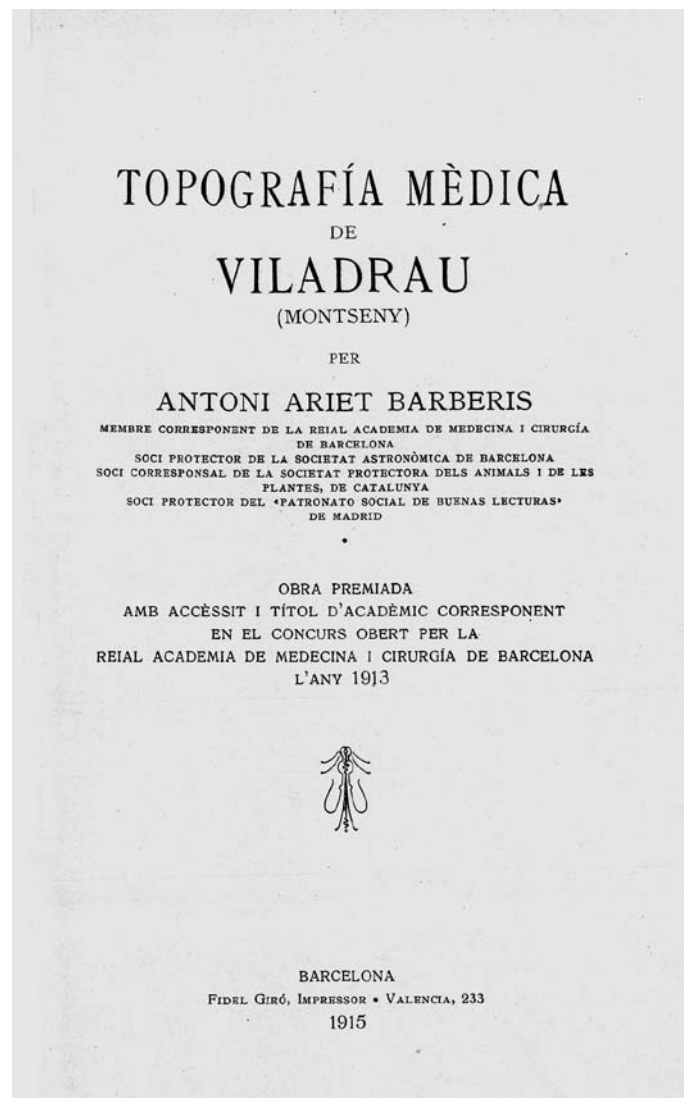 TOPOGRAFÍA MÈDICA
DE
VILADRAU
(MONTSENY)
PER
ANTONI ARIET BARBERIS
MEMBRE CORRESPONENT DE LA REIAL ACADEMIA DE MEDECINA I CIRURGÍA
DE BARCELONA
SOCI PROTECTOR DE LA SOCIETAT ASTRONÒMICA DE BARCELONA
SOCI CORRESPONSAL DE LA SOCIETAT PROTECTORA DELS ANIMALS I DE LES
PLANTES, DE CATALUNYA
SOCI PROTECTOR DEL «PATRONATO SOCIAL DE BUENAS LECTURAS»
DE MADRID
•
OBRA PREMIADA
AMB ACCÈSSIT I TÍTOL D'ACADÈMIC CORRESPONENT
EN EL CONCURS OBERT PER LA
REIAL ACADEMIA DE MEDECINA I CIRURGÍA DE BARCELONA
L'ANY 1913
BARCELONA
FIDEL GIRÓ, IMPRESSOR • VALENCIA, 233
1915